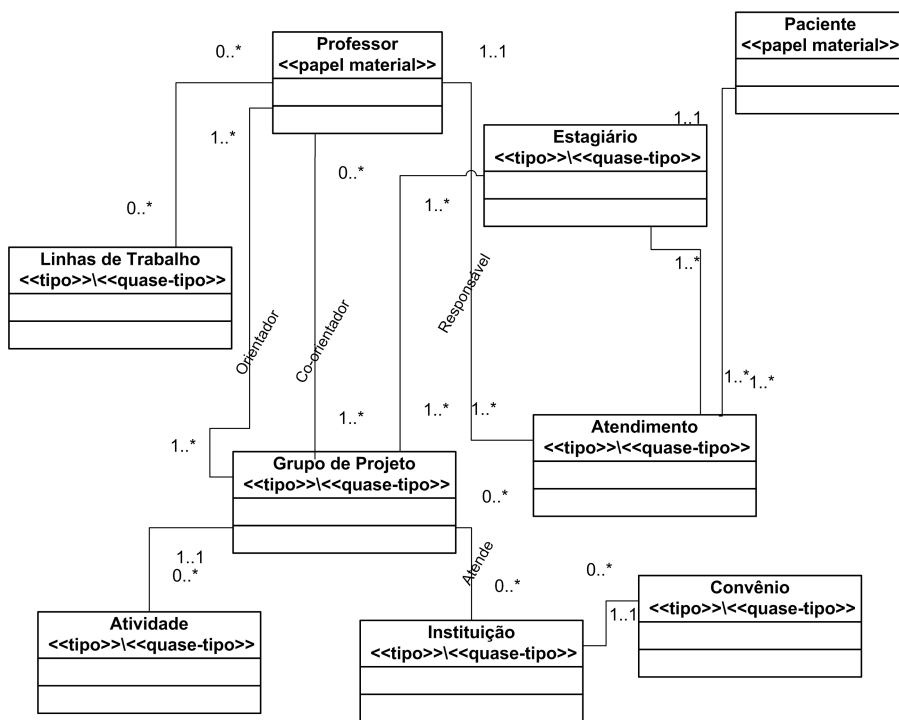 Paciente
<<papel material>>
Professor
<<papel material>>
0..*
1..1
1..*
0..*
1..1
Estagiário
<<tipo>>\<<quase-tipo>>
1..*
0..*
Linhas de Trabalho
<<tipo>>\<<quase-tipo>>
1..*
Orientador
Co-orientador
Responsável
1..*
1..*
1..*
1..*
1..*
1..*
Atendimento
<<tipo>>\<<quase-tipo>>
Grupo de Projeto
<<tipo>>\<<quase-tipo>>
0..*
1..1
0..*
Atende
0..*
0..*
1..1
Convênio
<<tipo>>\<<quase-tipo>>
Atividade
<<tipo>>\<<quase-tipo>>
Instituição
<<tipo>>\<<quase-tipo>>